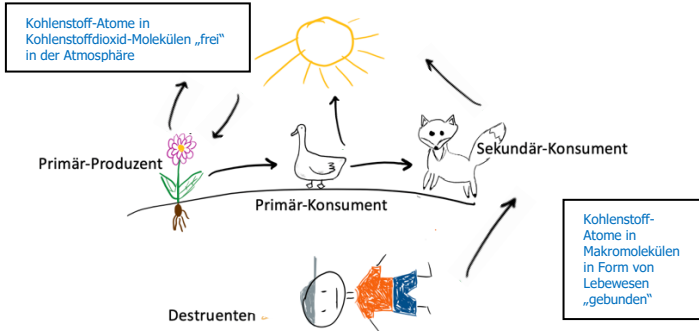 Kohlenstoff-Atome in
Kohlenstoffdioxid-Molekülen „frei“
in der Atmosphäre
Primär-Produzent
Sekundär-Konsument
Primär-Konsument
Kohlenstoff-
Atome in
Makromolekülen
in Form von
Lebewesen
„gebunden“
Destruenten